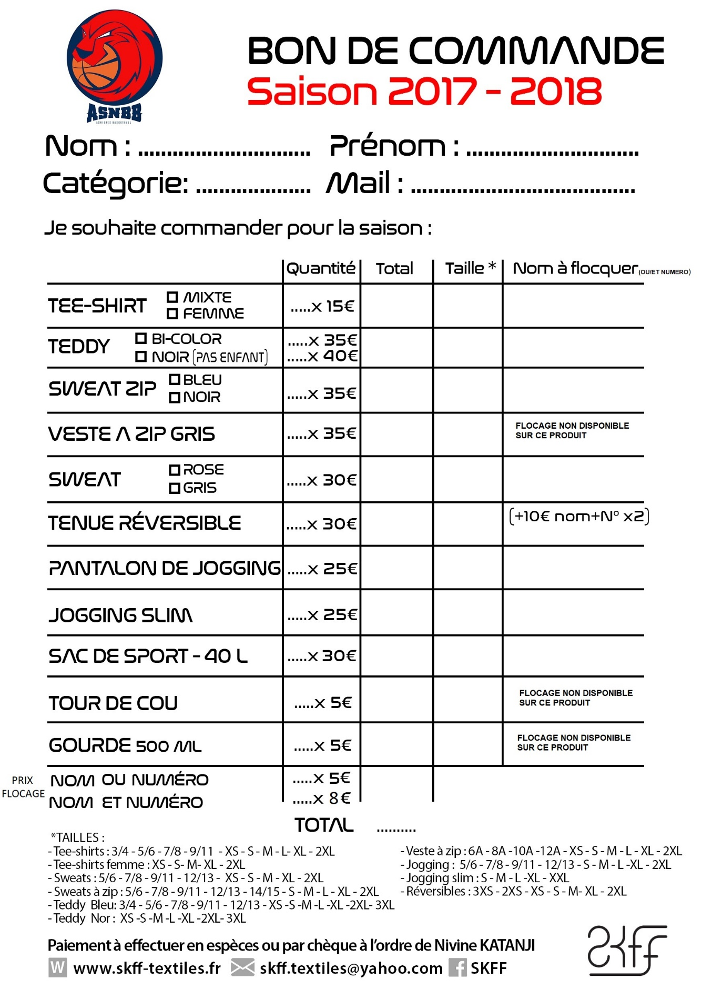 ASNBB
ASNIERES BASKETBALL
BON DE COMMANDE
Saison 2017 - 2018
Nom : .............................. Prénom : ..............................
Catégorie: .................... Mail : .......................................
Je souhaite commander pour la saison :
Quantité Total Taille * Nom à flocquer(OU/ET NUMERO)
TEE-SHIRT ☐ MIXTE
☐ FEMME
.....x 15€
TEDDY ☐ BI-COLOR .....x 35€
☐ NOIR (PAS ENFANT) .....x 40€
SWEAT ZIP ☐ BLEU
☐ NOIR
.....x 35€
VESTE A ZIP GRIS .....x 35€ FLOCAGE NON DISPONIBLE
SUR CE PRODUIT
SWEAT ☐ ROSE
☐ GRIS
.....x 30€
TENUE RÉVERSIBLE .....x 30€ (+10€ nom+N° x2)
PANTALON DE JOGGING .....x 25€
JOGGING SLIM .....x 25€
SAC DE SPORT - 40 L .....x 30€
TOUR DE COU .....x 5€ FLOCAGE NON DISPONIBLE
SUR CE PRODUIT
GOURDE 500 ML .....x 5€ FLOCAGE NON DISPONIBLE
SUR CE PRODUIT
PRIX
FLOCAGE
NOM OU NUMÉRO .....x 5€
NOM ET NUMÉRO .....x 8€
TOTAL ..........
*TAILLES :
- Tee-shirts : 3/4 - 5/6 - 7/8 - 9/11 - XS - S - M - L- XL - 2XL
- Tee-shirts femme : XS - S- M- XL - 2XL
- Sweats : 5/6 - 7/8 - 9/11 - 12/13 - XS - S - M - XL - 2XL
- Sweats à zip : 5/6 - 7/8 - 9/11 - 12/13 - 14/15 - S - M - L - XL - 2XL
- Teddy Bleu: 3/4 - 5/6 - 7/8 - 9/11 - 12/13 - XS -S -M -L -XL -2XL- 3XL
- Teddy Nor : XS -S -M -L -XL -2XL- 3XL
- Veste à zip : 6A - 8A -10A -12A - XS - S - M - L - XL - 2XL
- Jogging : 5/6 - 7/8 - 9/11 - 12/13 - S - M - L -XL - 2XL
- Jogging slim : S - M - L -XL - XXL
- Réversibles : 3XS - 2XS - XS - S - M- XL - 2XL
Paiement à effectuer en espèces ou par chèque à l'ordre de Nivine KATANJI
W www.skff-textiles.fr skff.textiles@yahoo.com f SKFF
SKFF